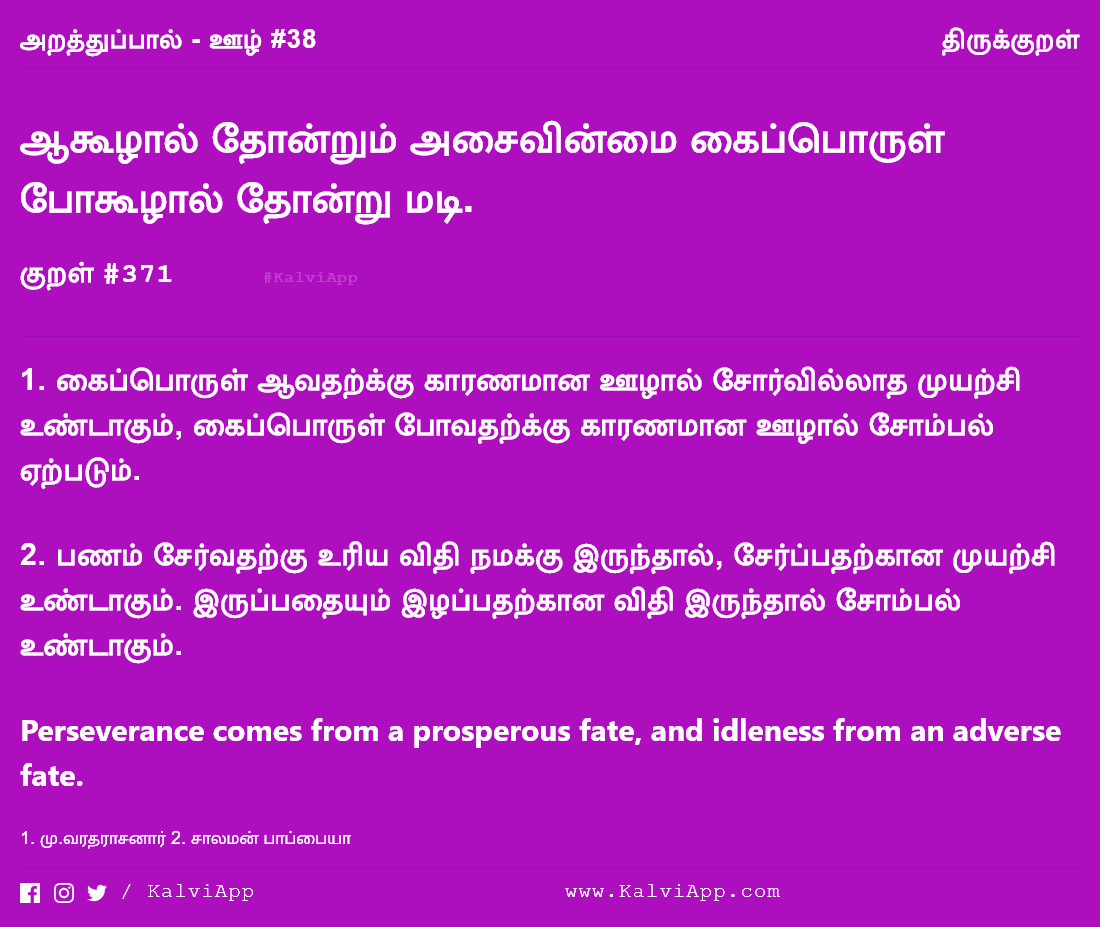 அறத்துப்பால் - ஊழ் #38 திருக்குறள்
ஆகூழால் தோன்றும் அசைவின்மை கைப்பொருள்
போகூழால் தோன்று மடி.
குறள் #371 #KalviApp
1. கைப்பொருள் ஆவதற்க்கு காரணமான ஊழால் சோர்வில்லாத முயற்சி
உண்டாகும், கைப்பொருள் போவதற்க்கு காரணமான ஊழால் சோம்பல்
ஏற்படும்.
2. பணம் சேர்வதற்கு உரிய விதி நமக்கு இருந்தால், சேர்ப்பதற்கான முயற்சி
உண்டாகும். இருப்பதையும் இழப்பதற்கான விதி இருந்தால் சோம்பல்
உண்டாகும்.
Perseverance comes from a prosperous fate, and idleness from an adverse
fate.
1. மு.வரதராசனார் 2. சாலமன் பாப்பையா
/ KalviApp www.KalviApp.com